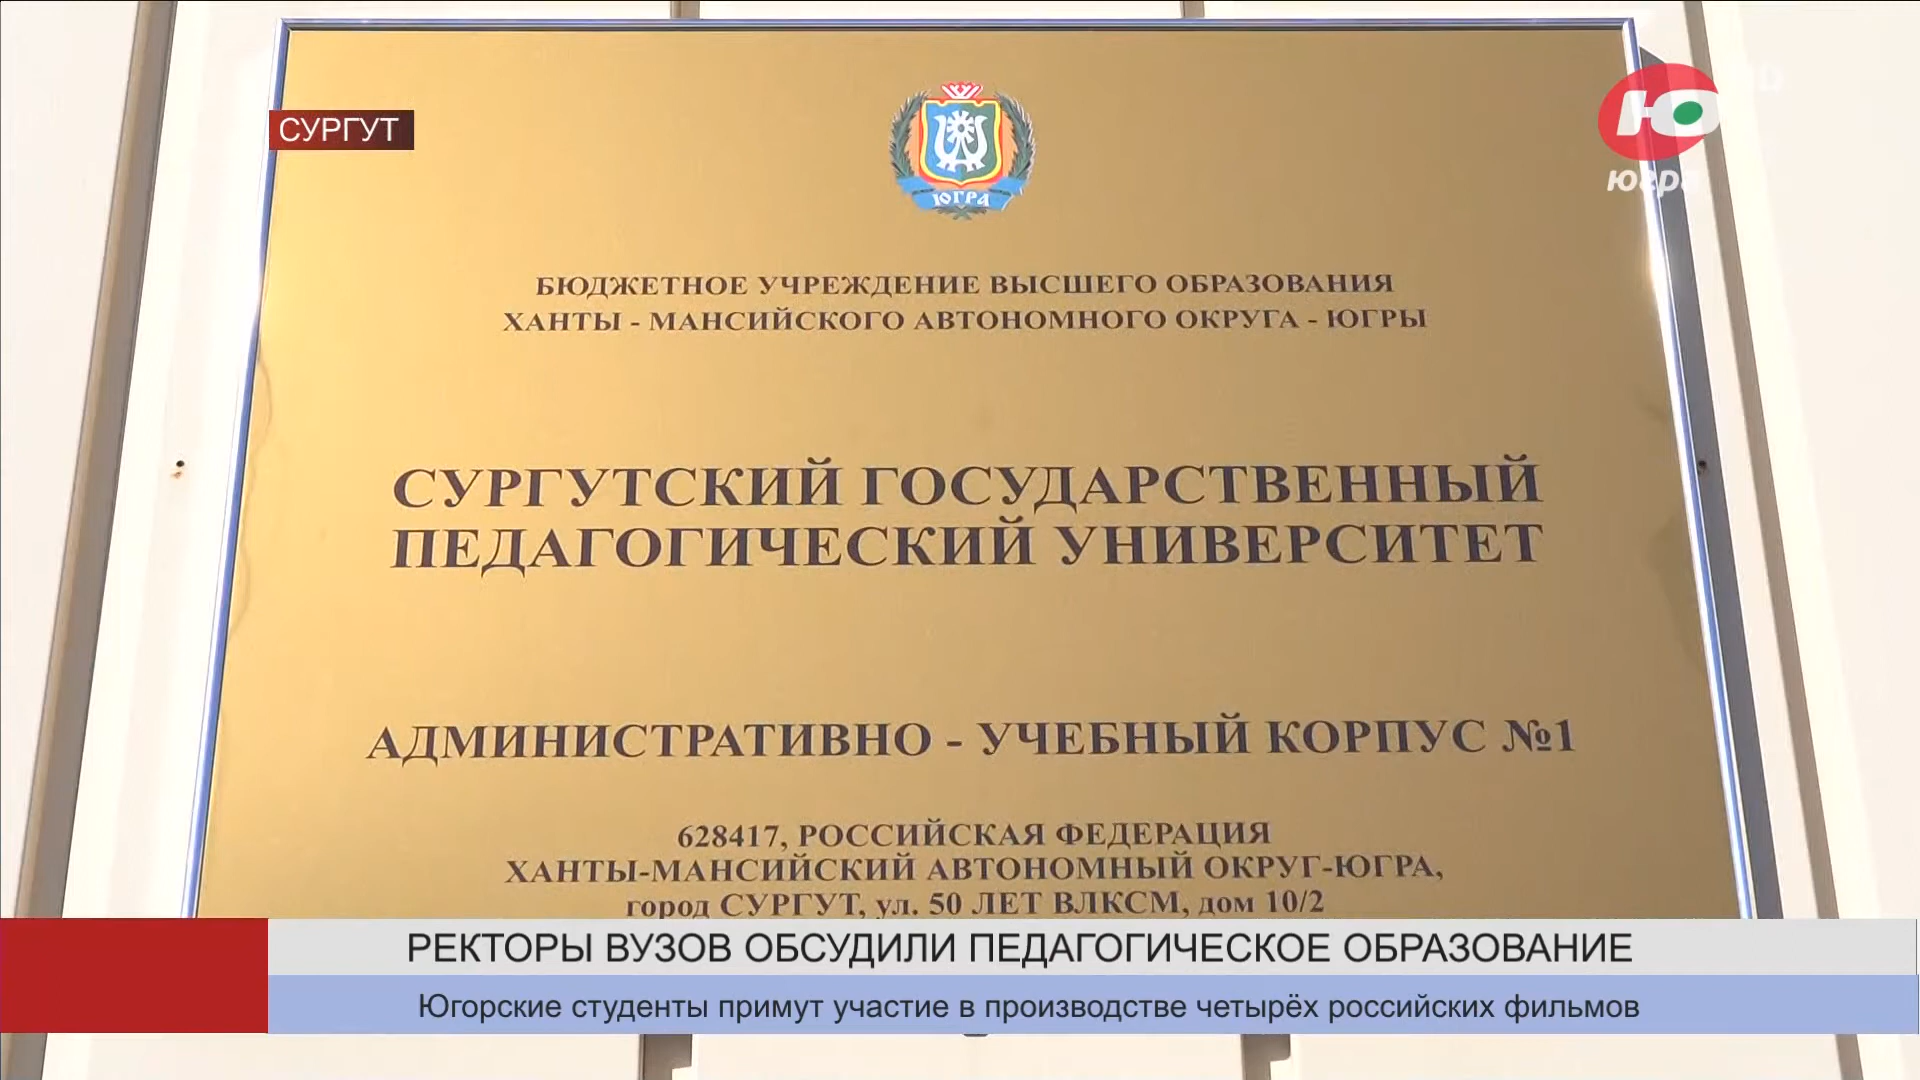 СУРГУТ
Ю
югра
ЮГРА
БЮДЖЕТНОЕ УЧРЕЖДЕНИЕ ВЫСШЕГО ОБРАЗОВАНИЯ
ХАНТЫ - МАНСИЙСКОГО АВТОНОМНОГО ОКРУГА - ЮГРЫ
СУРГУТСКИЙ ГОСУДАРСТВЕННЫЙ
ПЕДАГОГИЧЕСКИЙ УНИВЕРСИТЕТ
АДМИНИСТРАТИВНО - УЧЕБНЫЙ КОРПУС №1
628417, РОССИЙСКАЯ ФЕДЕРАЦИЯ
ХАНТЫ-МАНСИЙСКИЙ АВТОНОМНЫЙ ОКРУГ-ЮГРА,
город СУРГУТ, ул. 50 ЛЕТ ВЛКСМ, дом 10/2
РЕКТОРЫ ВУЗОВ ОБСУДИЛИ ПЕДАГОГИЧЕСКОЕ ОБРАЗОВАНИЕ
Югорские студенты примут участие в производстве четырёх российских фильмов